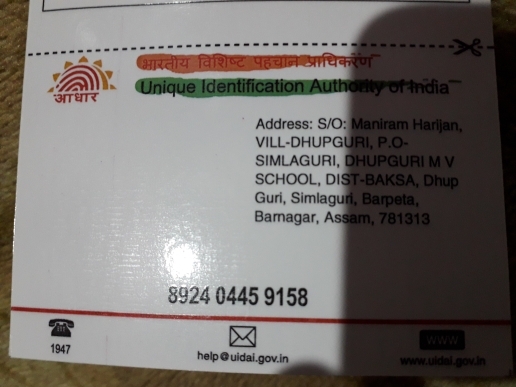 भारतीय विशिष्ट पहचान प्राधिकरण
आधार
Unique Identification Authority of India
Address: S/O: Maniram Harijan,
VILL-DHUPGURI, P.O-
SIMLAGURI, DHUPGURI M V
SCHOOL, DIST-BAKSA, Dhup
Guri, Simlaguri, Barpeta,
Barnagar, Assam, 781313
8924 0445 9158
1947
help@uidai.gov.in
WWW
www.uidai.gov.in